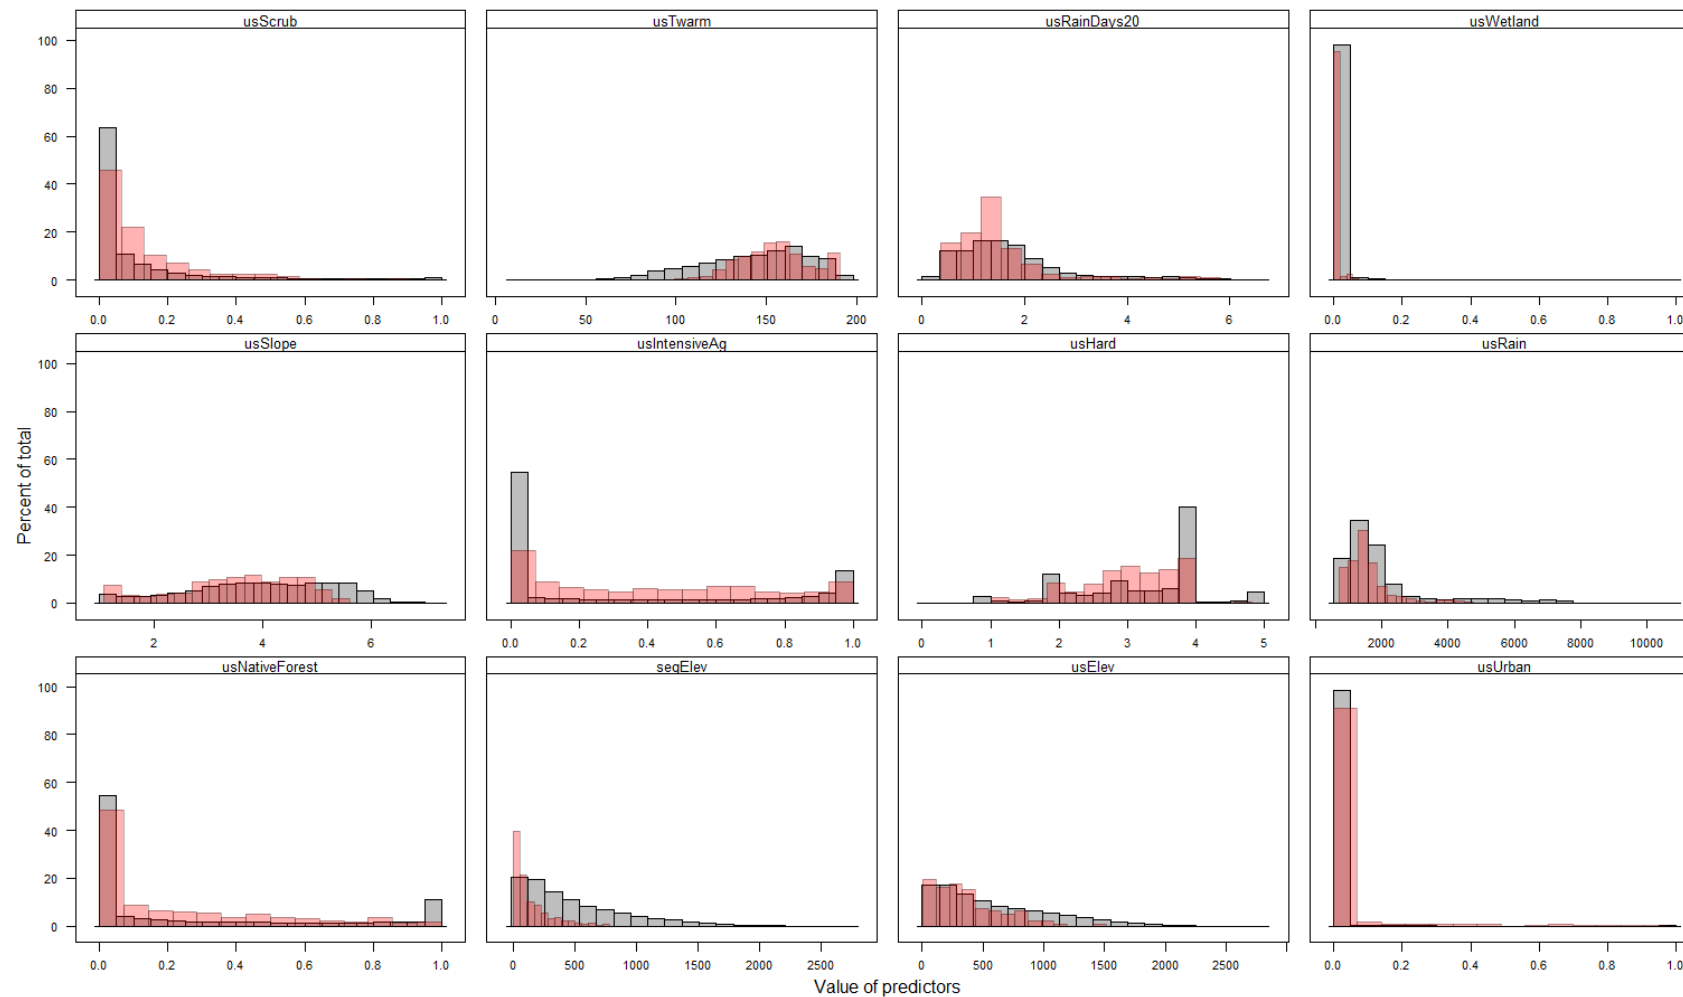 usScrub usTwarm usRainDays20 usWetland
100
80
60
40
20
0
0.0 0.2 0.4 0.6 0.8 1.0 0 50 100 150 200 0 2 4 6 0.0 0.2 0.4 0.6 0.8 1.0
usSlope usIntensiveAg usHard usRain
100
80
60
40
20
0
2 4 6 0.0 0.2 0.4 0.6 0.8 1.0 0 1 2 3 4 5 2000 4000 6000 8000 10000
usNativeForest segElev usElev usUrban
100
80
60
40
20
0
0.0 0.2 0.4 0.6 0.8 1.0 0 500 1000 1500 2000 2500 0 500 1000 1500 2000 2500 0.0 0.2 0.4 0.6 0.8 1.0
Percent of total
Value of predictors